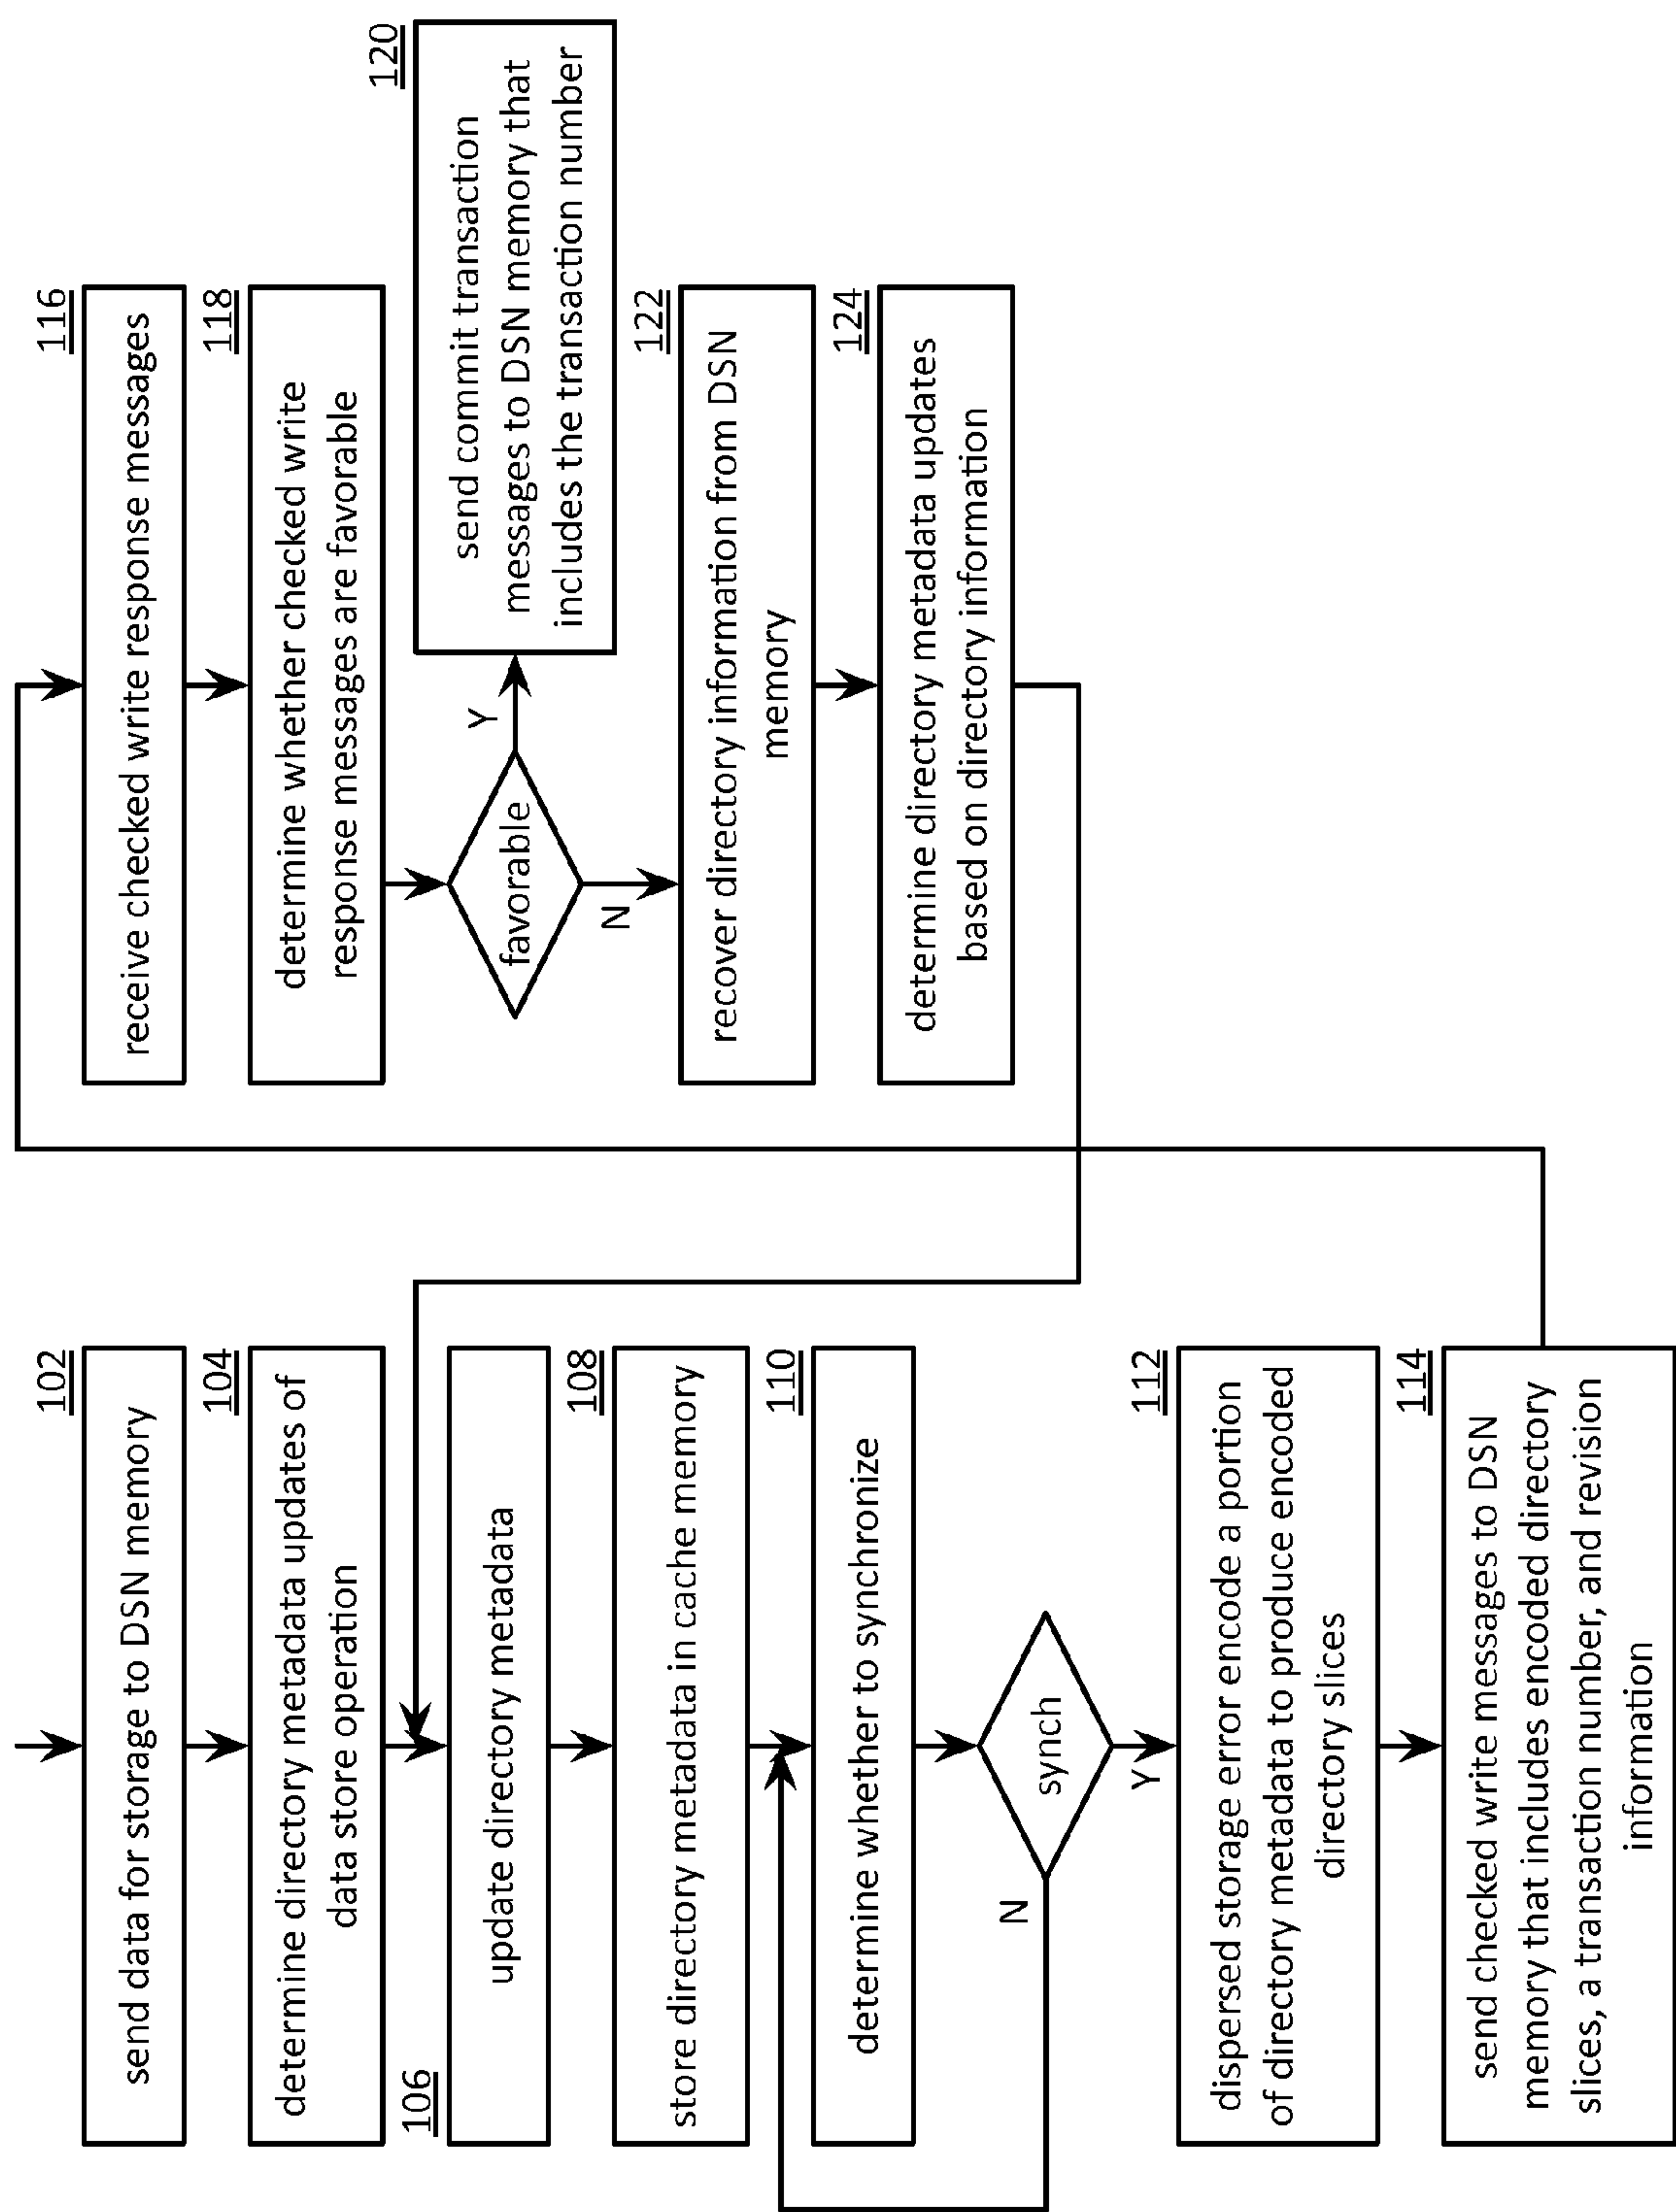 102
send data for storage to DSN memory
104
determine directory metadata updates of
data store operation
106
update directory metadata
108
store directory metadata in cache memory
110
determine whether to synchronize
synch
N
Y
112
dispersed storage error encode a portion
of directory metadata to produce encoded
directory slices
114
send checked write messages to DSN
memory that includes encoded directory
slices, a transaction number, and revision
information
116
receive checked write response messages
118
determine whether checked write
response messages are favorable
favorable
Y
N
120
send commit transaction
messages to DSN memory that
includes the transaction number
122
recover directory information from DSN
memory
124
determine directory metadata updates
based on directory information